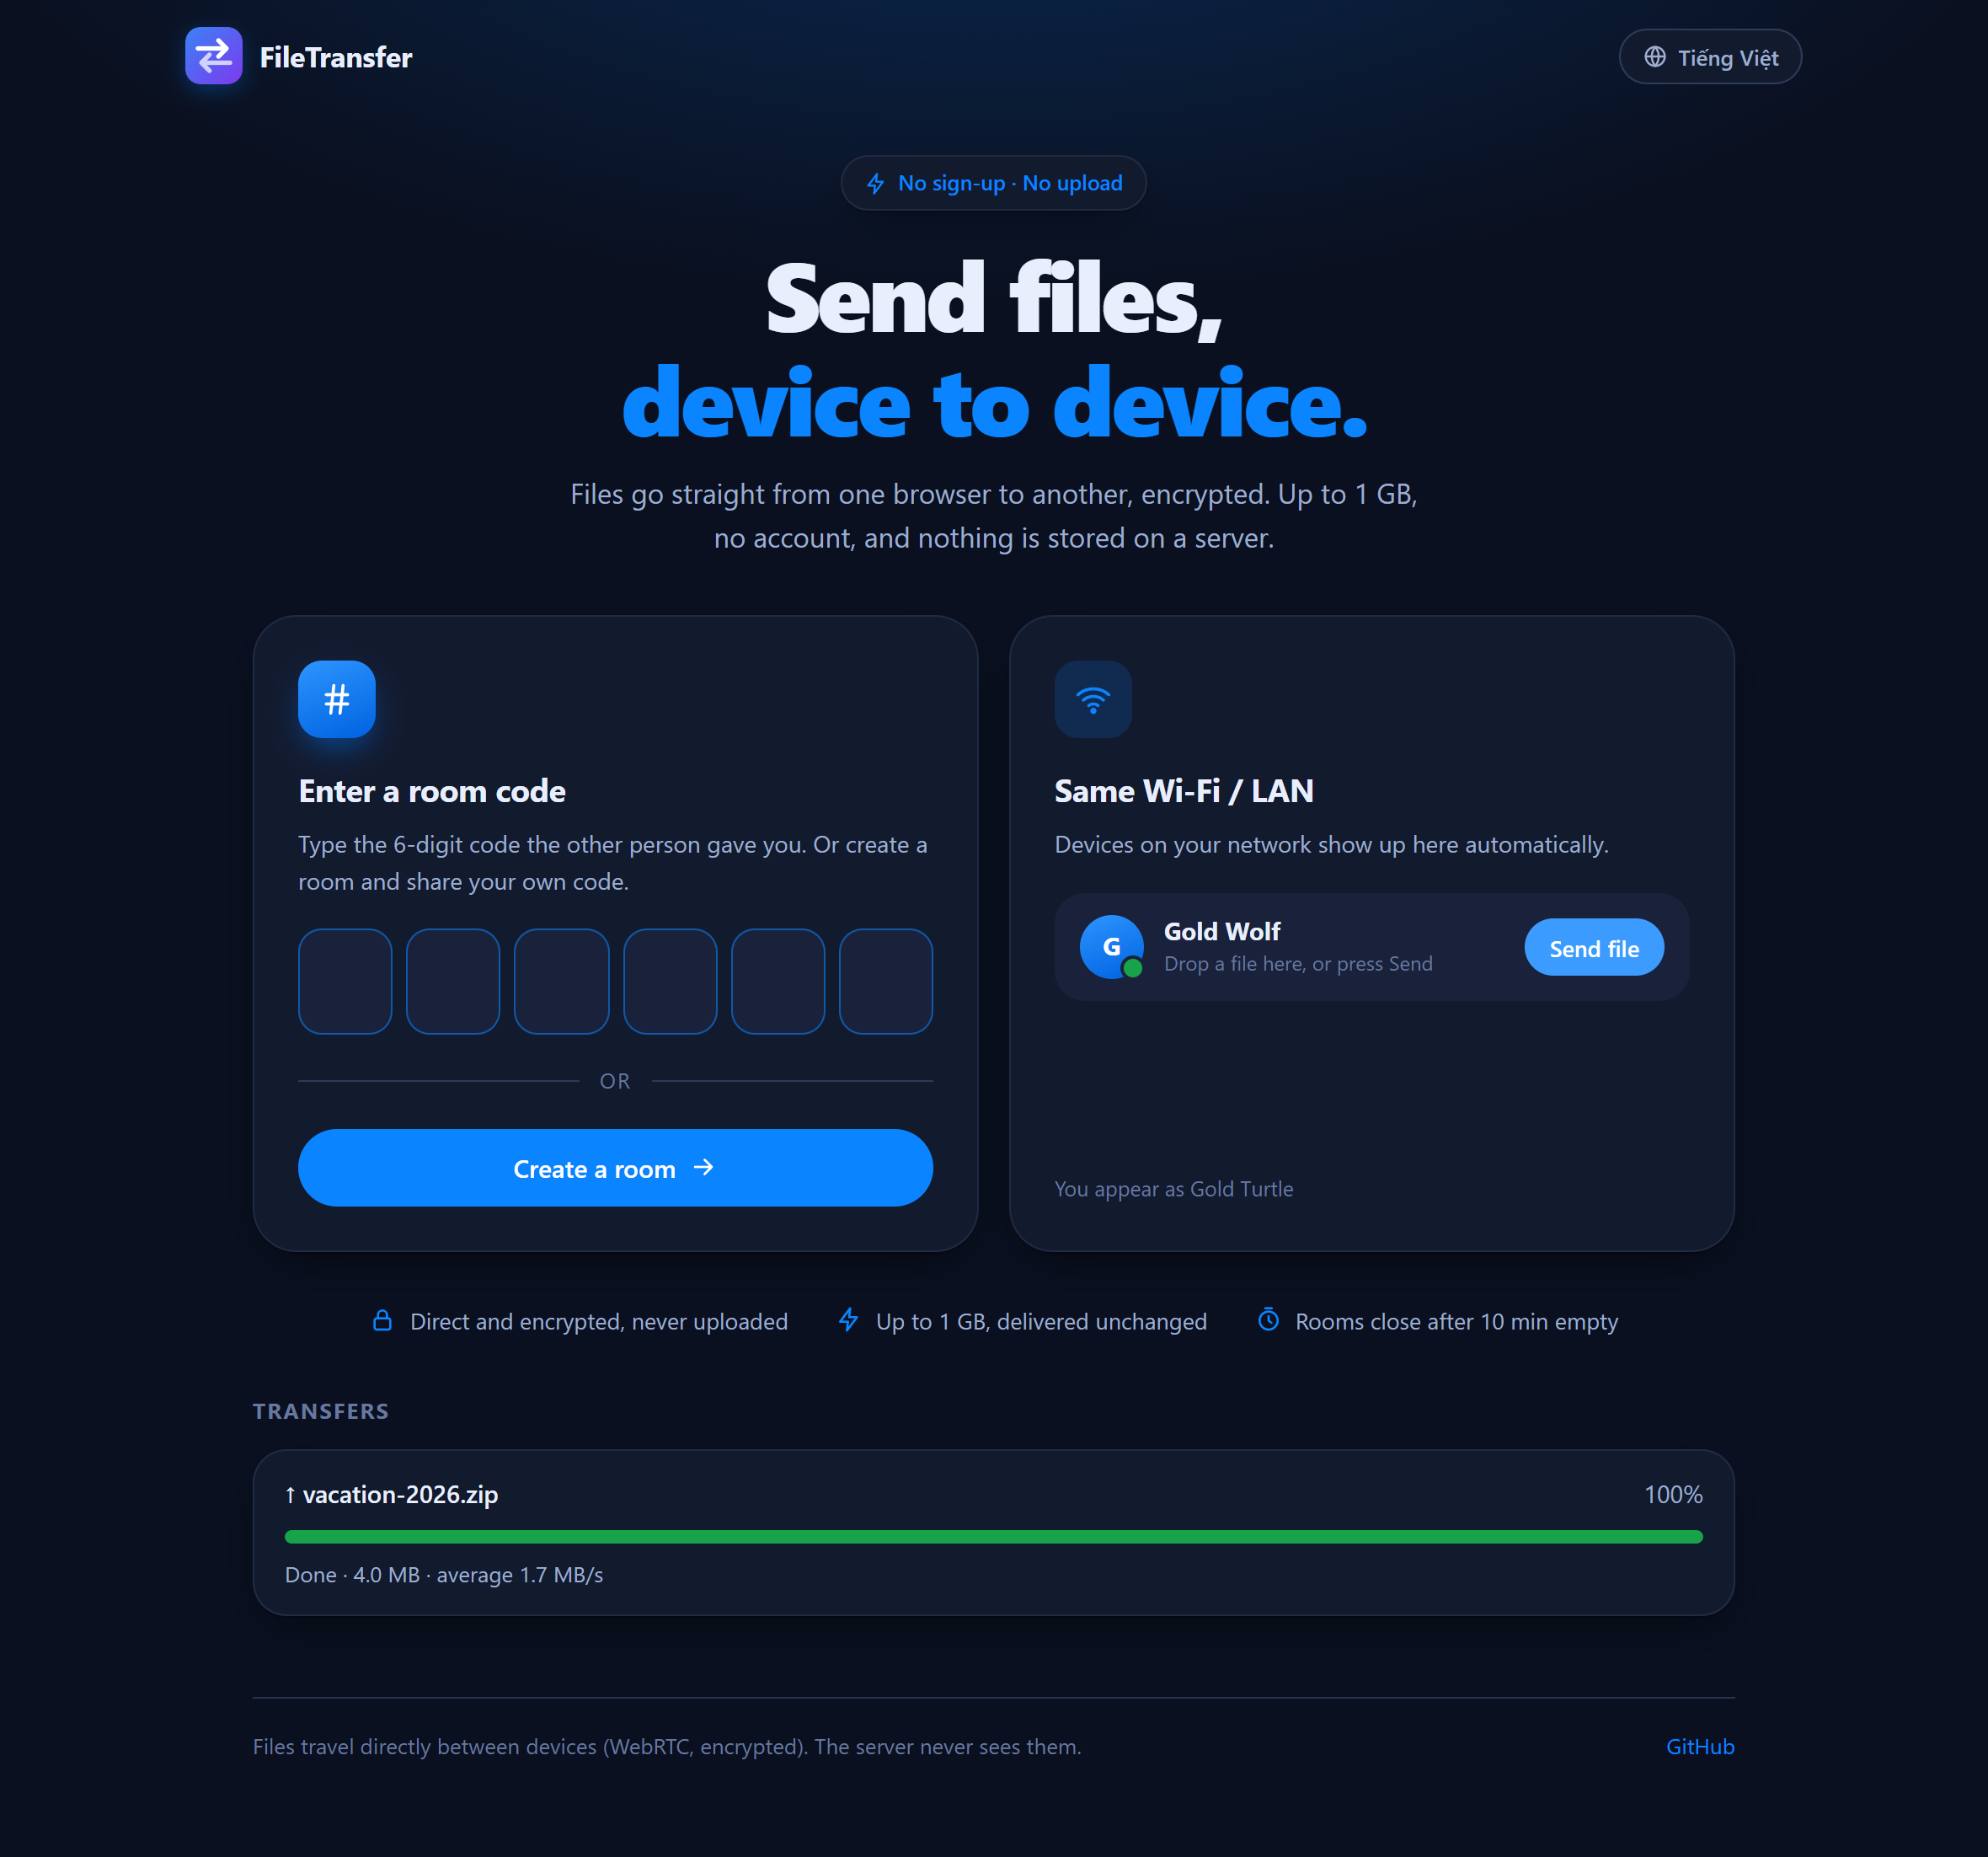 FileTransfer
Tiếng Việt
No sign-up · No upload
Send files,
device to device.
Files go straight from one browser to another, encrypted. Up to 1 GB,
no account, and nothing is stored on a server.
#
Enter a room code
Type the 6-digit code the other person gave you. Or create a
room and share your own code.
OR
Create a room →
Same Wi-Fi / LAN
Devices on your network show up here automatically.
G
Gold Wolf
Drop a file here, or press Send
Send file
You appear as Gold Turtle
Direct and encrypted, never uploaded
Up to 1 GB, delivered unchanged
Rooms close after 10 min empty
TRANSFERS
↑ vacation-2026.zip
100%
Done · 4.0 MB · average 1.7 MB/s
Files travel directly between devices (WebRTC, encrypted). The server never sees them.
GitHub